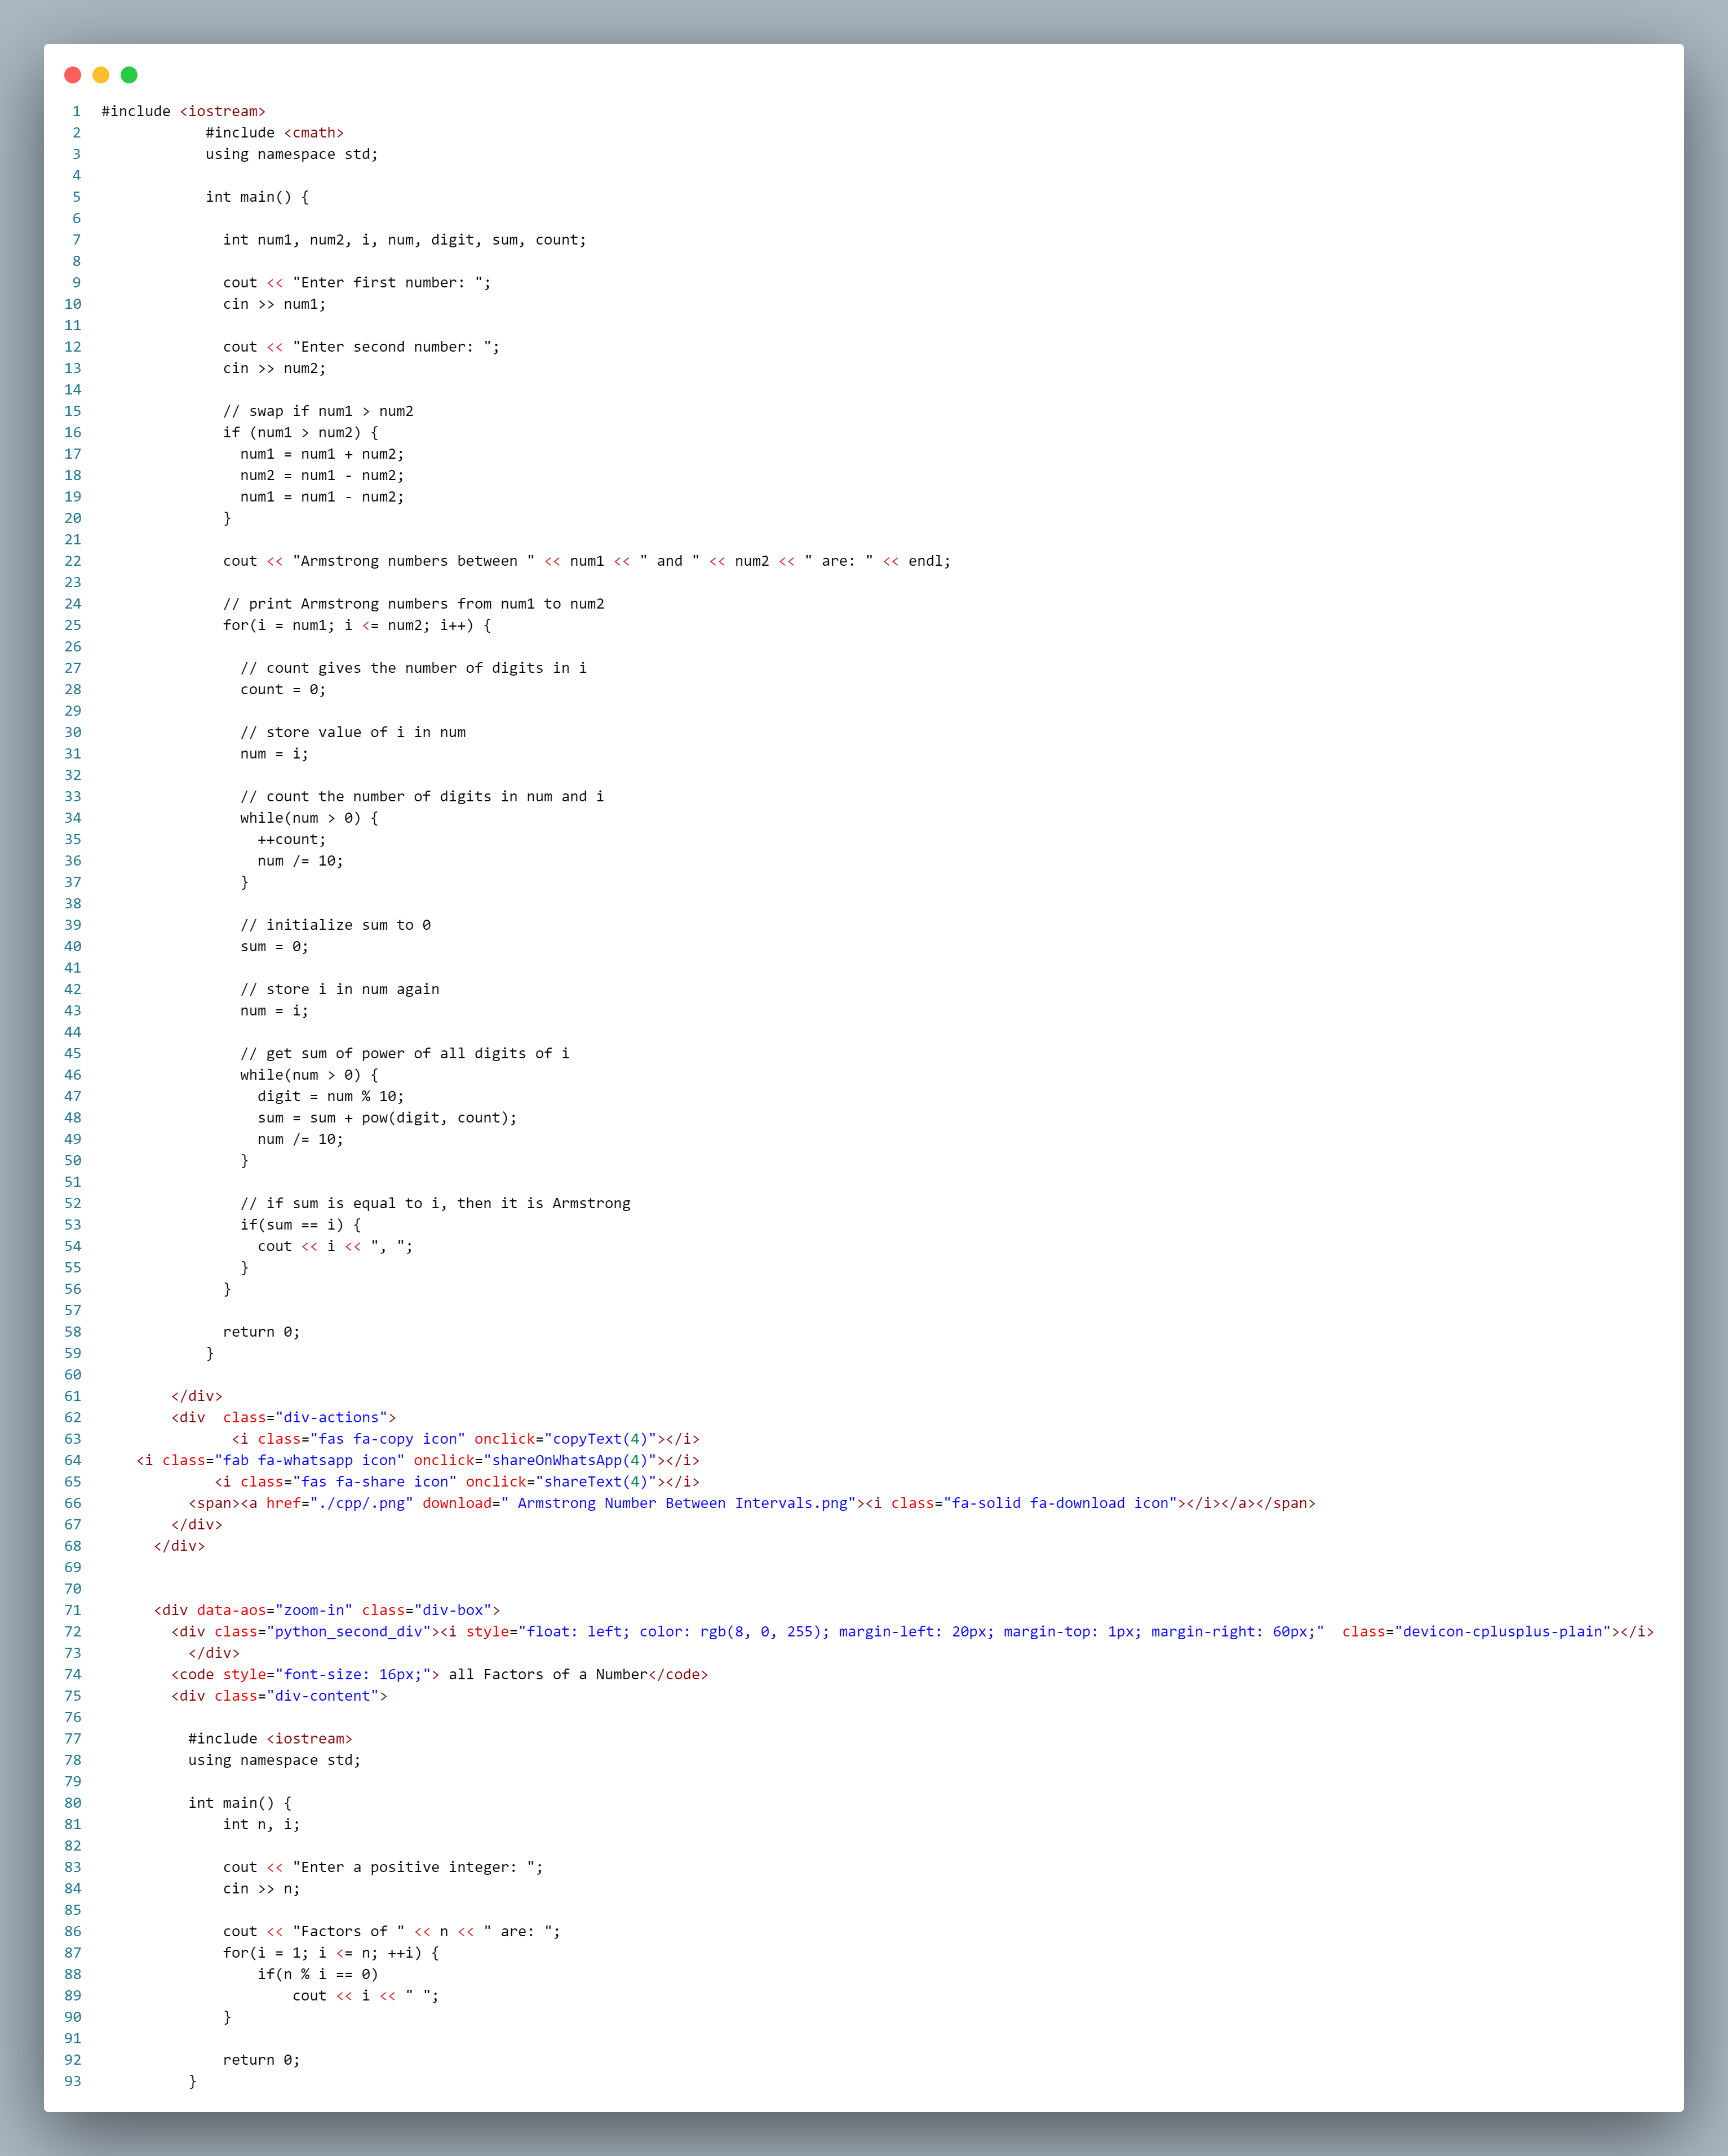 1 #include <iostream>
2 #include <cmath>
3 using namespace std;
4
5 int main() {
6
7 int num1, num2, i, num, digit, sum, count;
8
9 cout << "Enter first number: ";
10 cin >> num1;
11
12 cout << "Enter second number: ";
13 cin >> num2;
14
15 // swap if num1 > num2
16 if (num1 > num2) {
17 num1 = num1 + num2;
18 num2 = num1 - num2;
19 num1 = num1 - num2;
20 }
21
22 cout << "Armstrong numbers between " << num1 << " and " << num2 << " are: " << endl;
23
24 // print Armstrong numbers from num1 to num2
25 for(i = num1; i <= num2; i++) {
26
27 // count gives the number of digits in i
28 count = 0;
29
30 // store value of i in num
31 num = i;
32
33 // count the number of digits in num and i
34 while(num > 0) {
35 ++count;
36 num /= 10;
37 }
38
39 // initialize sum to 0
40 sum = 0;
41
42 // store i in num again
43 num = i;
44
45 // get sum of power of all digits of i
46 while(num > 0) {
47 digit = num % 10;
48 sum = sum + pow(digit, count);
49 num /= 10;
50 }
51
52 // if sum is equal to i, then it is Armstrong
53 if(sum == i) {
54 cout << i << ", ";
55 }
56 }
57
58 return 0;
59 }
60
61 </div>
62 <div  class="div-actions">
63 <i class="fas fa-copy icon" onclick="copyText(4)"></i>
64 <i class="fab fa-whatsapp icon" onclick="shareOnWhatsApp(4)"></i>
65 <i class="fas fa-share icon" onclick="shareText(4)"></i>
66 <span><a href="./cpp/.png" download=" Armstrong Number Between Intervals.png"><i class="fa-solid fa-download icon"></i></a></span>
67 </div>
68 </div>
69
70
71 <div data-aos="zoom-in" class="div-box">
72 <div class="python_second_div"><i style="float: left; color: rgb(8, 0, 255); margin-left: 20px; margin-top: 1px; margin-right: 60px;"  class="devicon-cplusplus-plain"></i>
73 </div>
74 <code style="font-size: 16px;"> all Factors of a Number</code>
75 <div class="div-content">
76
77 #include <iostream>
78 using namespace std;
79
80 int main() {
81 int n, i;
82
83 cout << "Enter a positive integer: ";
84 cin >> n;
85
86 cout << "Factors of " << n << " are: ";
87 for(i = 1; i <= n; ++i) {
88 if(n % i == 0)
89 cout << i << " ";
90 }
91
92 return 0;
93 }